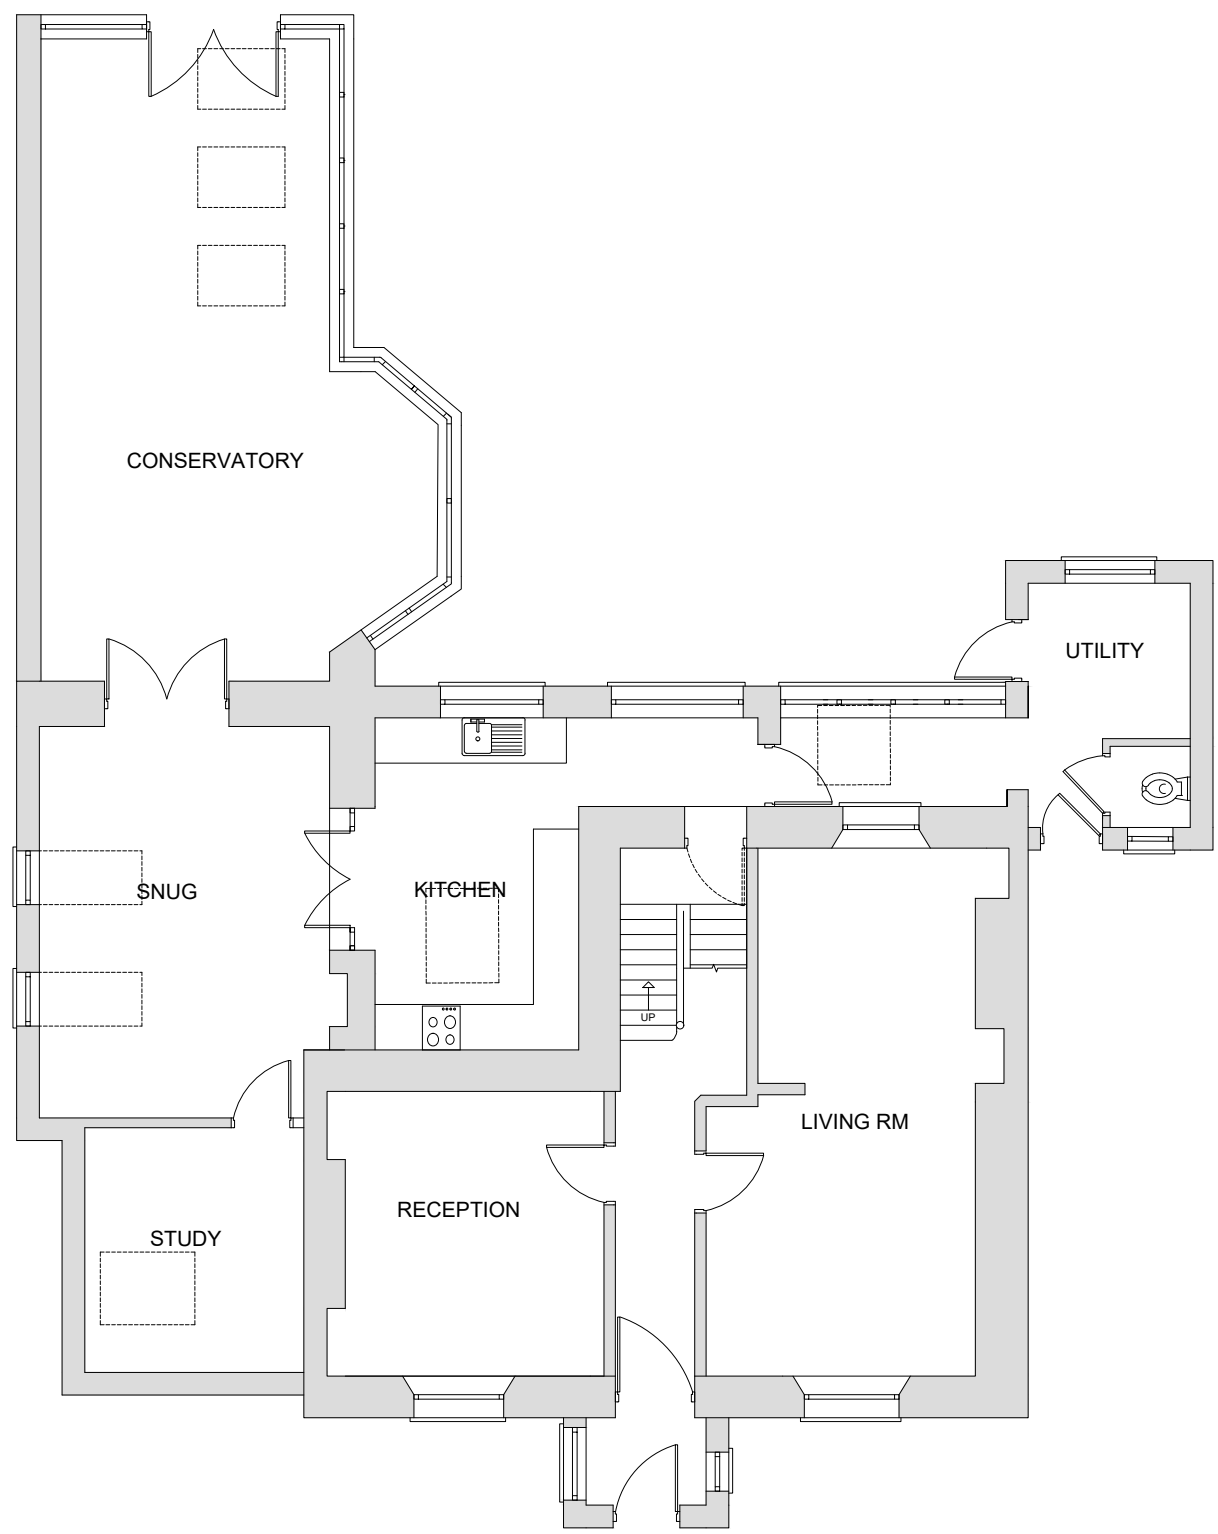 CONSERVATORY
UTILITY
SNUG
KITCHEN
UP
LIVING RM
RECEPTION
STUDY